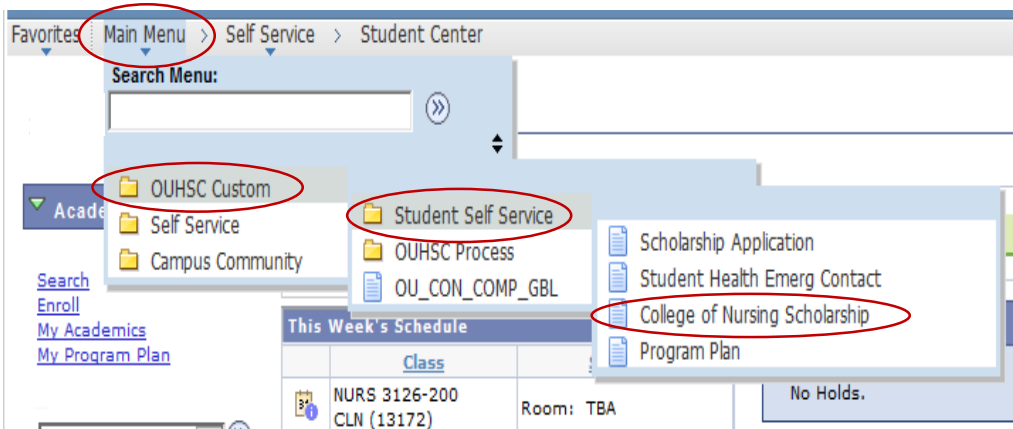 Favorites Main Menu > Self Service > Student Center
Search Menu:
OUHSC Custom
Self Service
Campus Community
Student Self Service
OUHSC Process
OU_CON_COMP_GBL
Scholarship Application
Student Health Emerg Contact
College of Nursing Scholarship
Program Plan
Acade
Search
Enroll
My Academics
My Program Plan
This Week's Schedule
Class
NURS 3126-200
CLN (13172)
Room: TBA
No Holds.